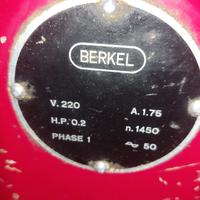 BERKEL
V. 220 A. 1.75
H.P. 0.2 n. 1450
PHASE 1 ~ 50